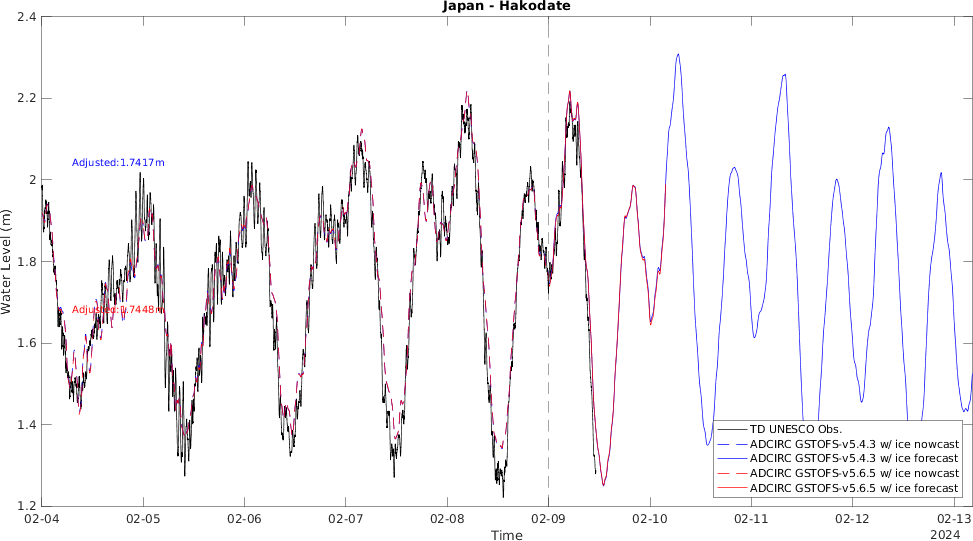 Japan - Hakodate
2.4
2.2
2
1.8
1.6
1.4
1.2
Water Level (m)
Adjusted:1.7417m
Adjusted:1.7448m
TD UNESCO Obs.
ADCIRC GSTOFS-v5.4.3 w/ ice nowcast
ADCIRC GSTOFS-v5.4.3 w/ ice forecast
ADCIRC GSTOFS-v5.6.5 w/ ice nowcast
ADCIRC GSTOFS-v5.6.5 w/ ice forecast
02-04 02-05 02-06 02-07 02-08 02-09 02-10 02-11 02-12 02-13
Time
2024